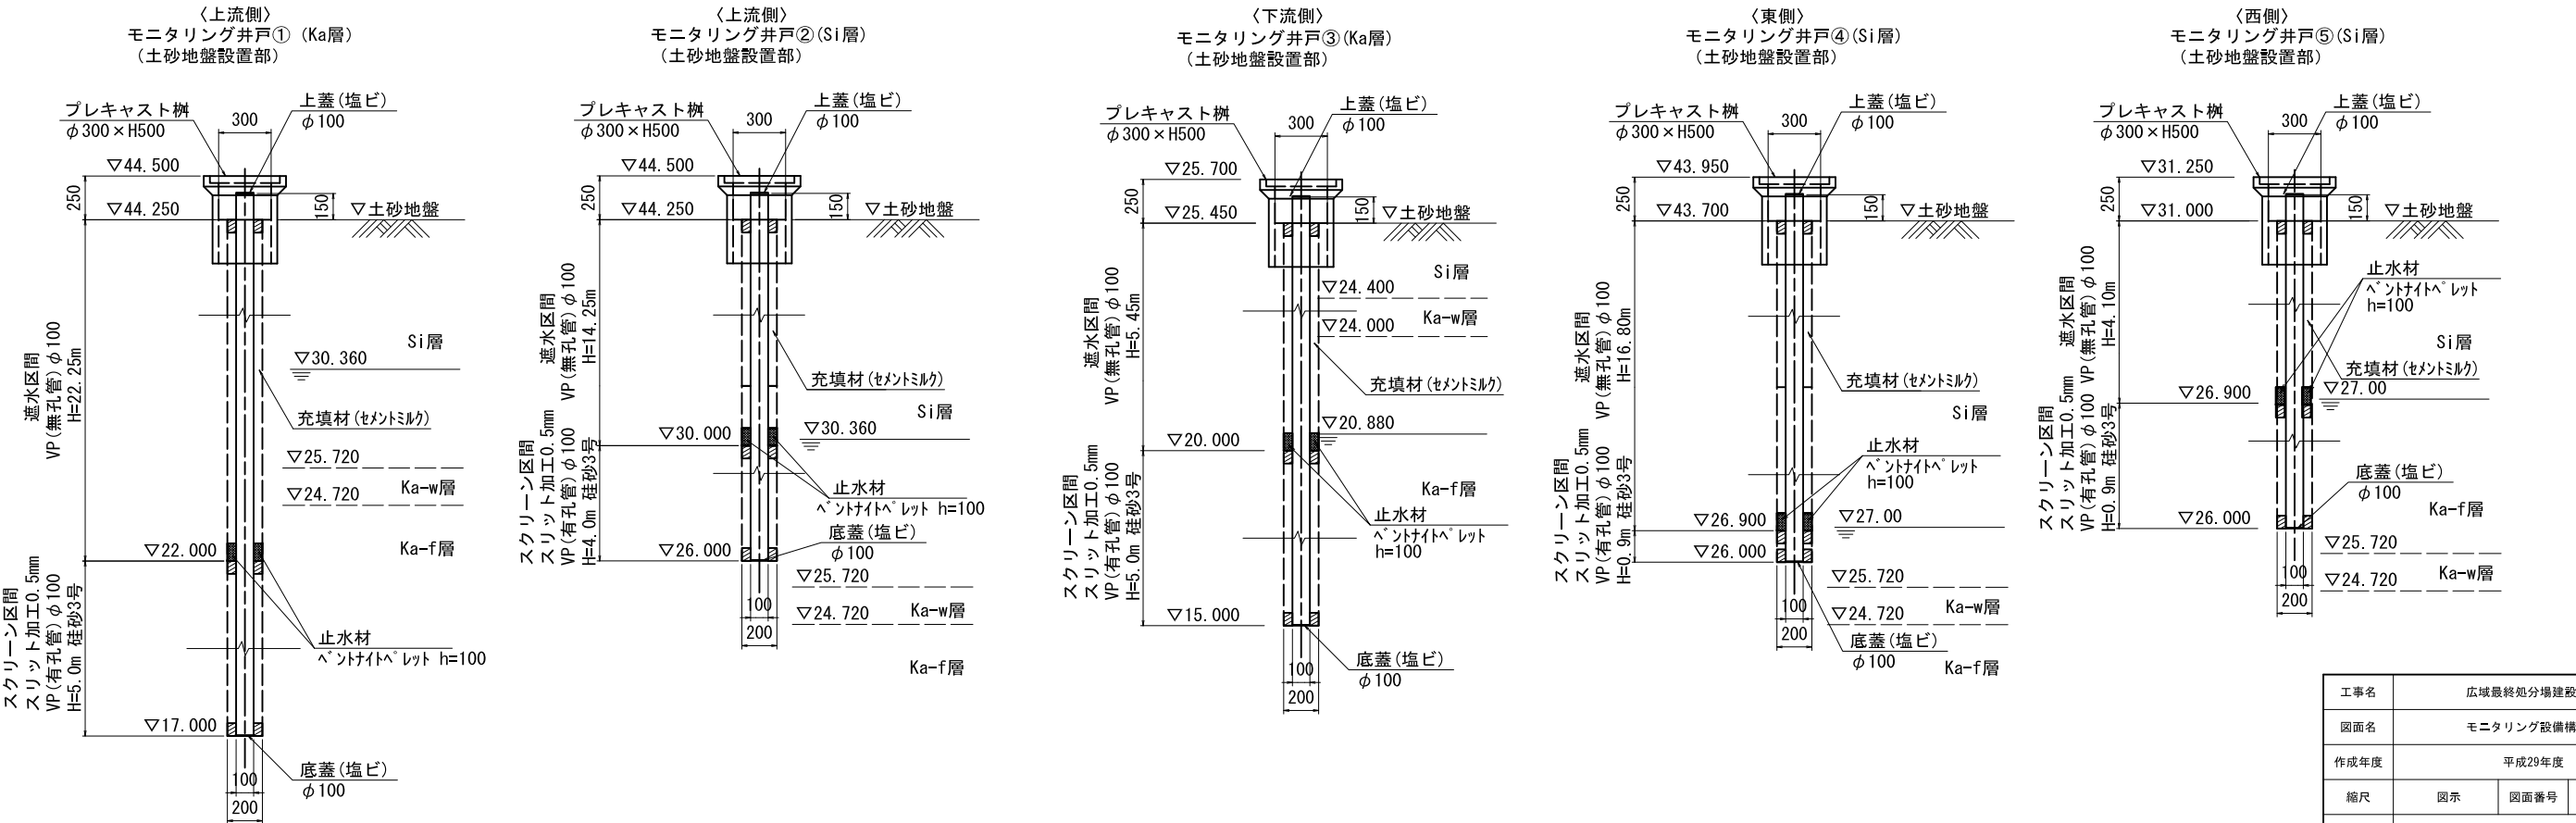 〈上流側〉
モニタリング井戸① (Ka層)
(土砂地盤設置部)
プレキャスト桝
φ300×H500
300
上蓋(塩ビ)
φ100
▽44.500
250
▽44.250
150
▽土砂地盤
遮水区間
VP(無孔管)φ100
H=22.25m
Si層
▽30.360
充填材(ｾﾒﾝﾄﾐﾙｸ)
▽25.720
▽24.720
Ka-w層
▽22.000
Ka-f層
スクリーン区間
スリット加工0.5mm
VP(有孔管)φ100
H=5.0m 硅砂3号
止水材
ﾍﾞﾝﾄﾅｲﾄﾍﾟﾚｯﾄ h=100
▽17.000
底蓋(塩ビ)
φ100
100
200
〈上流側〉
モニタリング井戸②(Si層)
(土砂地盤設置部)
プレキャスト桝
φ300×H500
300
上蓋(塩ビ)
φ100
▽44.500
250
▽44.250
150
▽土砂地盤
遮水区間
VP(無孔管)φ100
H=14.25m
充填材(ｾﾒﾝﾄﾐﾙｸ)
Si層
▽30.000
▽30.360
スクリーン区間
スリット加工0.5mm
VP(有孔管)φ100
H=4.0m 硅砂3号
止水材
ﾍﾞﾝﾄﾅｲﾄﾍﾟﾚｯﾄ h=100
▽26.000
底蓋(塩ビ)
φ100
▽25.720
100
▽24.720
Ka-w層
200
Ka-f層
〈下流側〉
モニタリング井戸③(Ka層)
(土砂地盤設置部)
プレキャスト桝
φ300×H500
300
上蓋(塩ビ)
φ100
▽25.700
250
▽25.450
150
▽土砂地盤
Si層
▽24.400
Ka-w層
▽24.000
遮水区間
VP(無孔管)φ100
H=5.45m
充填材(ｾﾒﾝﾄﾐﾙｸ)
▽20.880
▽20.000
Ka-f層
スクリーン区間
スリット加工0.5mm
VP(有孔管)φ100
H=5.0m 硅砂3号
止水材
ﾍﾞﾝﾄﾅｲﾄﾍﾟﾚｯﾄ
h=100
▽15.000
底蓋(塩ビ)
φ100
100
200
〈東側〉
モニタリング井戸④(Si層)
(土砂地盤設置部)
プレキャスト桝
φ300×H500
300
上蓋(塩ビ)
φ100
▽43.950
250
▽43.700
150
▽土砂地盤
遮水区間
VP(無孔管)φ100
H=16.80m
充填材(ｾﾒﾝﾄﾐﾙｸ)
Si層
止水材
ﾍﾞﾝﾄﾅｲﾄﾍﾟﾚｯﾄ
h=100
スクリーン区間
スリット加工0.5mm
VP(有孔管)φ100
H=0.9m 硅砂3号
▽26.900
▽27.00
▽26.000
▽25.720
100
▽24.720
Ka-w層
200
底蓋(塩ビ)
φ100
Ka-f層
〈西側〉
モニタリング井戸⑤(Si層)
(土砂地盤設置部)
プレキャスト桝
φ300×H500
300
上蓋(塩ビ)
φ100
▽31.250
250
▽31.000
150
▽土砂地盤
遮水区間
VP(無孔管)φ100
H=4.10m
止水材
ﾍﾞﾝﾄﾅｲﾄﾍﾟﾚｯﾄ
h=100
Si層
充填材(ｾﾒﾝﾄﾐﾙｸ)
▽26.900
▽27.00
スクリーン区間
スリット加工0.5mm
VP(有孔管)φ100
H=0.9m 硅砂3号
底蓋(塩ビ)
φ100
Ka-f層
▽26.000
▽25.720
100
▽24.720
Ka-w層
200
工事名 広域最終処分場建設
図面名 モニタリング設備構
作成年度 平成29年度
縮尺 図示 図面番号